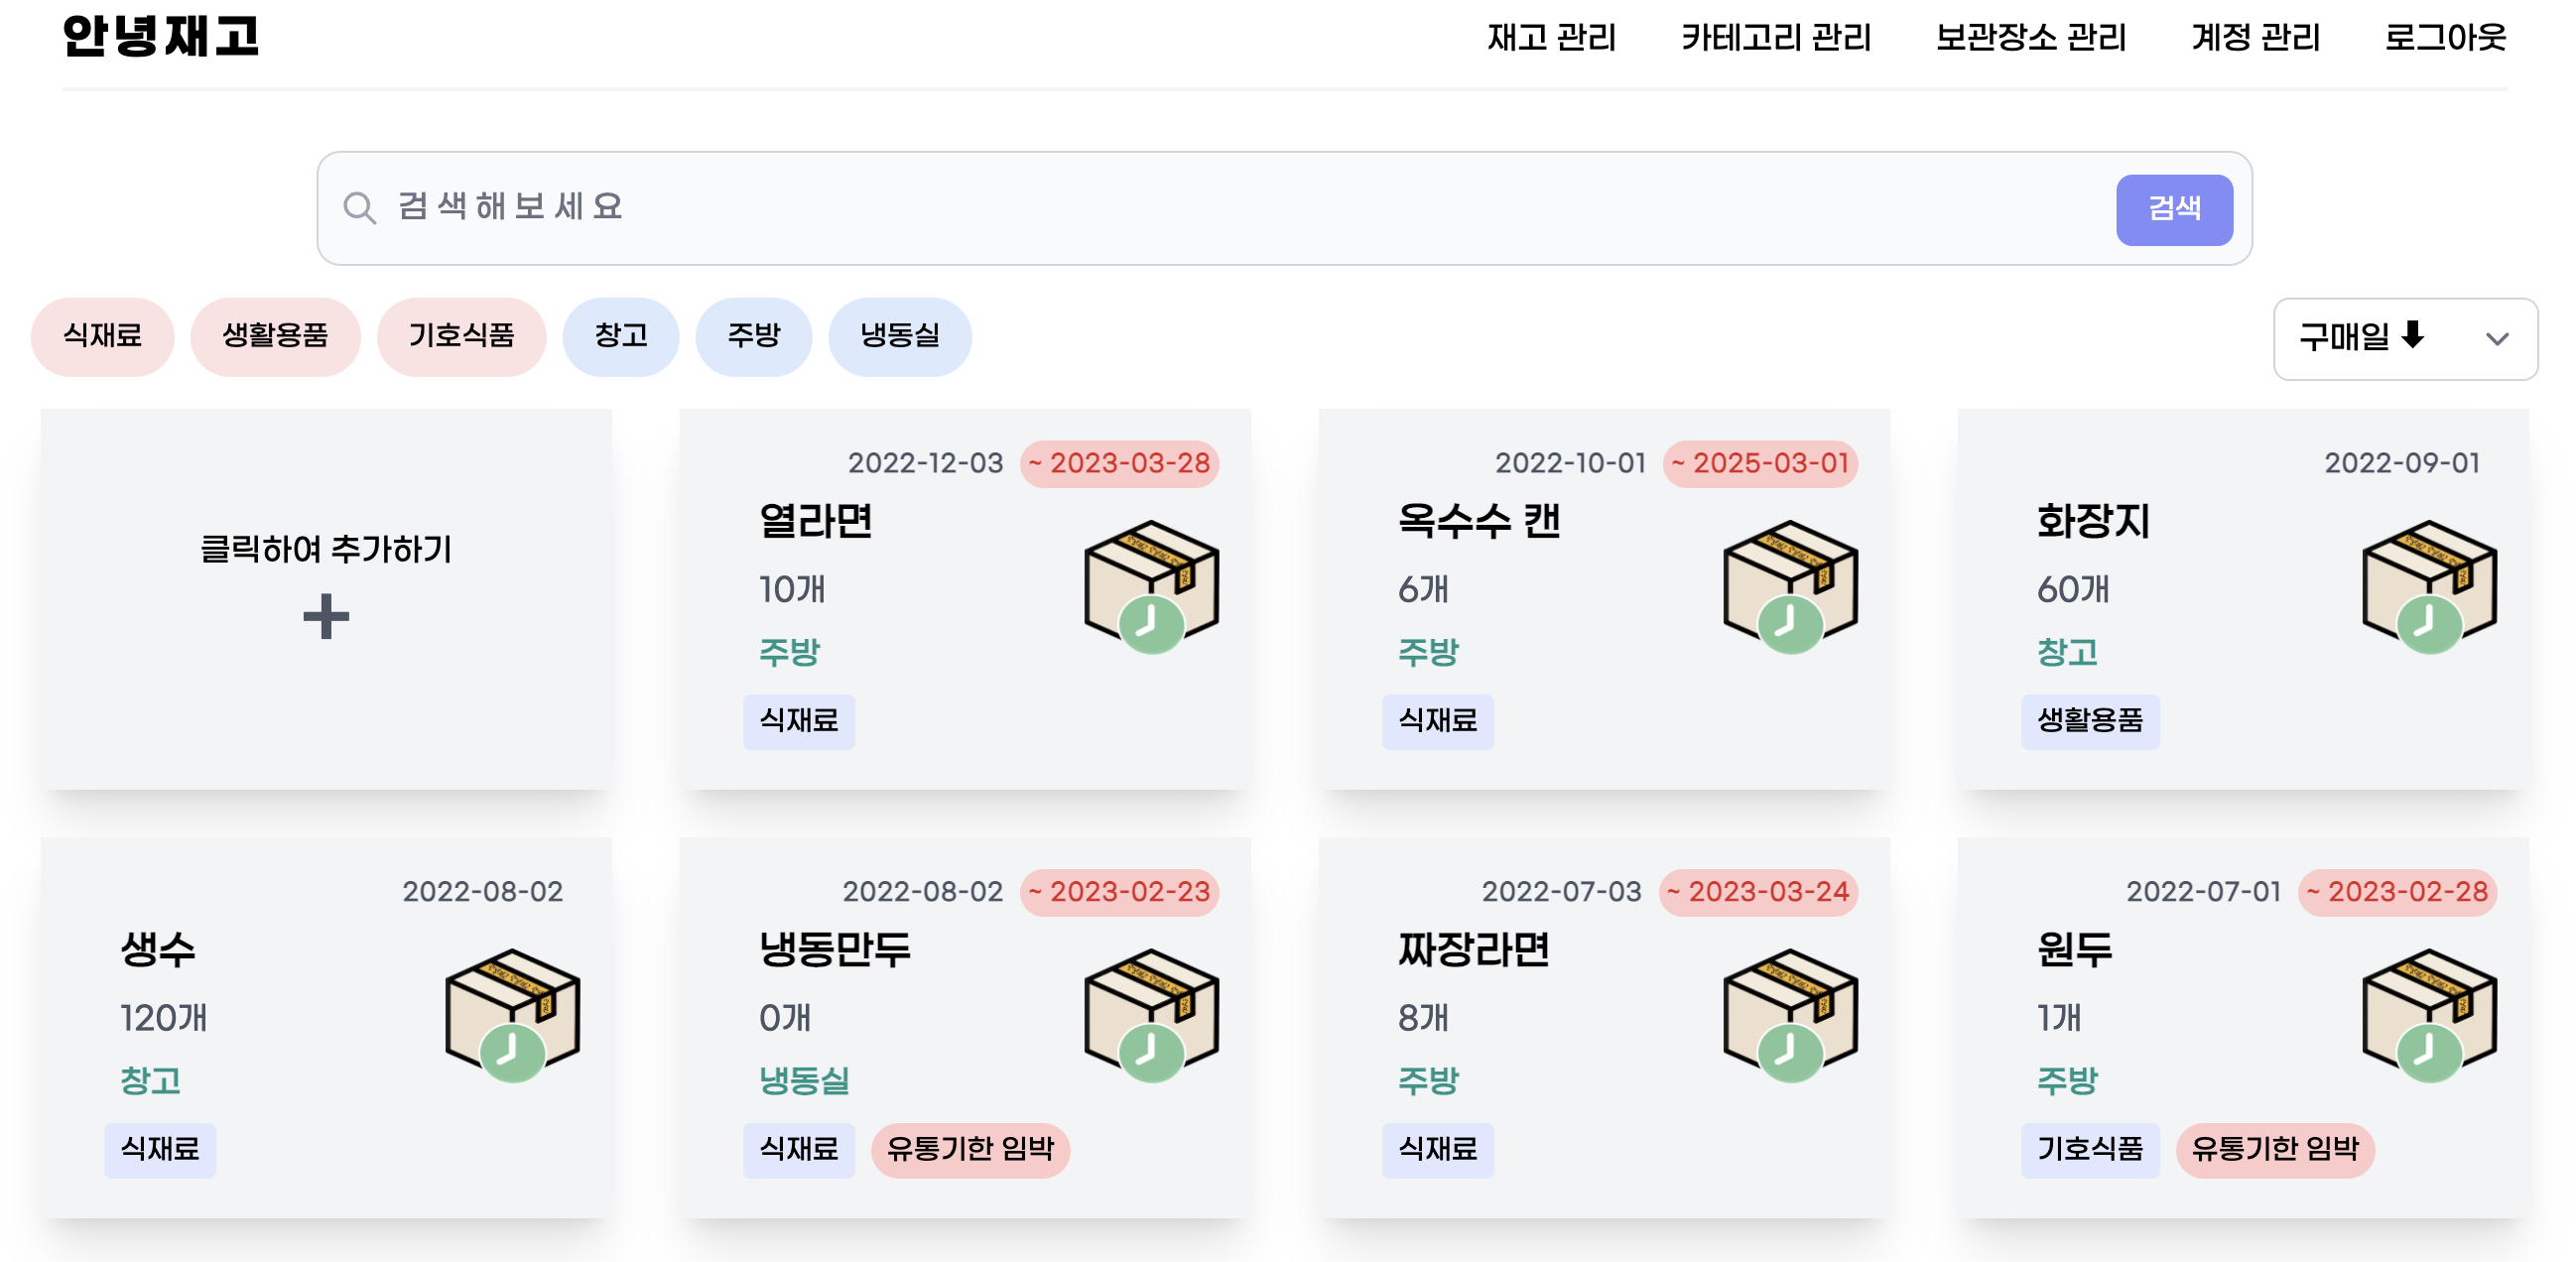 안녕재고
재고 관리 카테고리 관리 보관장소 관리 계정 관리 로그아웃
검색해보세요 검색
식재료 생활용품 기호식품 창고 주방 냉동실 구매일 ⬇
클릭하여 추가하기
2022-12-03 ~ 2023-03-28
열라면
10개
주방
식재료
2022-10-01 ~ 2025-03-01
옥수수 캔
6개
주방
식재료
2022-09-01
화장지
60개
창고
생활용품
2022-08-02
생수
120개
창고
식재료
2022-08-02 ~ 2023-02-23
냉동만두
0개
냉동실
식재료 유통기한 임박
2022-07-03 ~ 2023-03-24
짜장라면
8개
주방
식재료
2022-07-01 ~ 2023-02-28
원두
1개
주방
기호식품 유통기한 임박